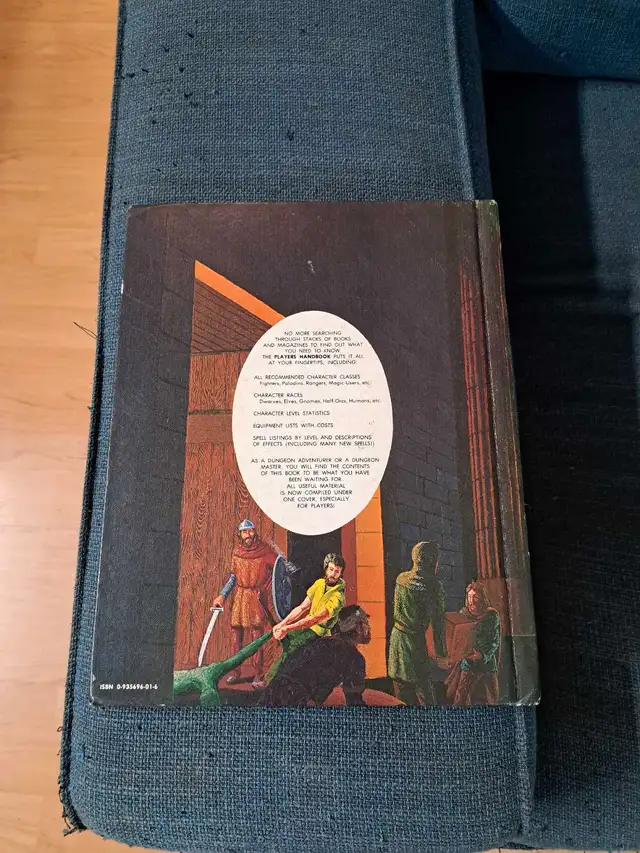 NO MORE SEARCHING
THROUGH STACKS OF BOOKS
AND MAGAZINES TO FIND OUT WHAT
YOU NEED TO KNOW.
THE PLAYERS HANDBOOK PUTS IT ALL
AT YOUR FINGERTIPS, INCLUDING:
ALL RECOMMENDED CHARACTER CLASSES
Fighters, Paladins, Rangers, Magic-Users, etc.
CHARACTER RACES
Dwarves, Elves, Gnomes, Half-Orcs, Humans, etc.
CHARACTER LEVEL STATISTICS
EQUIPMENT LISTS WITH COSTS
SPELL LISTINGS BY LEVEL AND DESCRIPTIONS
OF EFFECTS (INCLUDING MANY NEW SPELLS!)
AS A DUNGEON ADVENTURER OR A DUNGEON
MASTER, YOU WILL FIND THE CONTENTS
OF THIS BOOK TO BE WHAT YOU HAVE
BEEN WAITING FOR.
ALL USEFUL MATERIAL
IS NOW COMPILED UNDER
ONE COVER, ESPECIALLY
FOR PLAYERS!
ISBN 0-935696-01-6